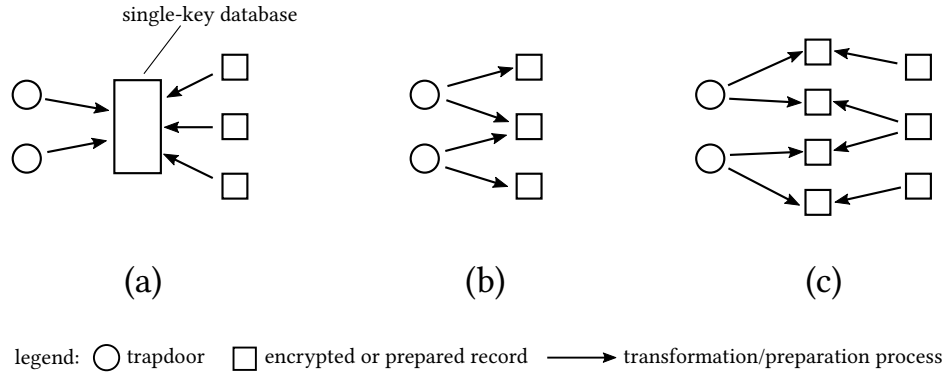 single-key database
(a)
(b)
(c)
legend: trapdoor encrypted or prepared record transformation/preparation process